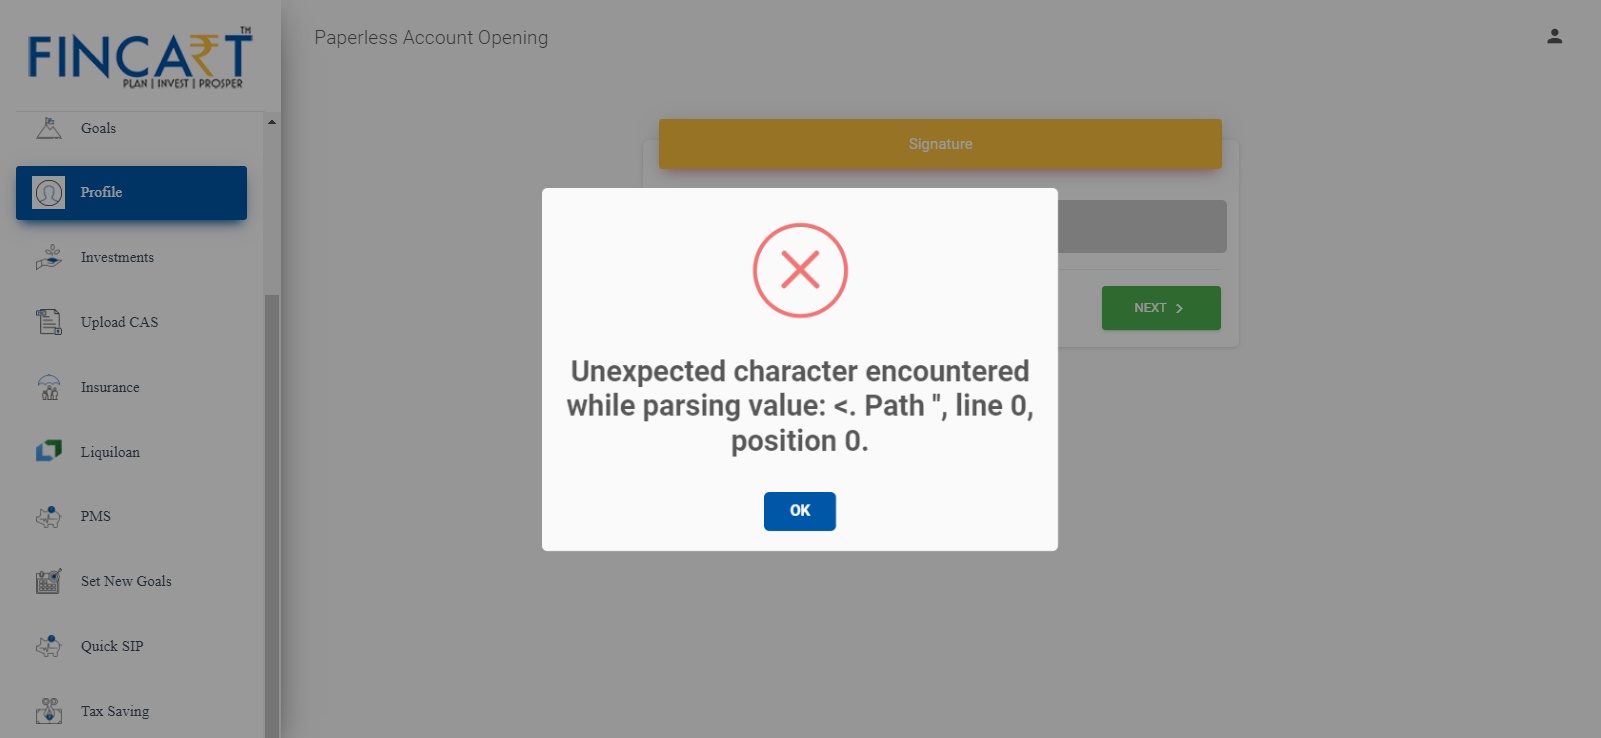 FINCART™
PLAN | INVEST | PROSPER
Goals
Profile
Investments
Upload CAS
Insurance
Liquiloan
PMS
Set New Goals
Quick SIP
Tax Saving
Paperless Account Opening
Signature
NEXT
Unexpected character encountered
while parsing value: <. Path '', line 0,
position 0.
OK